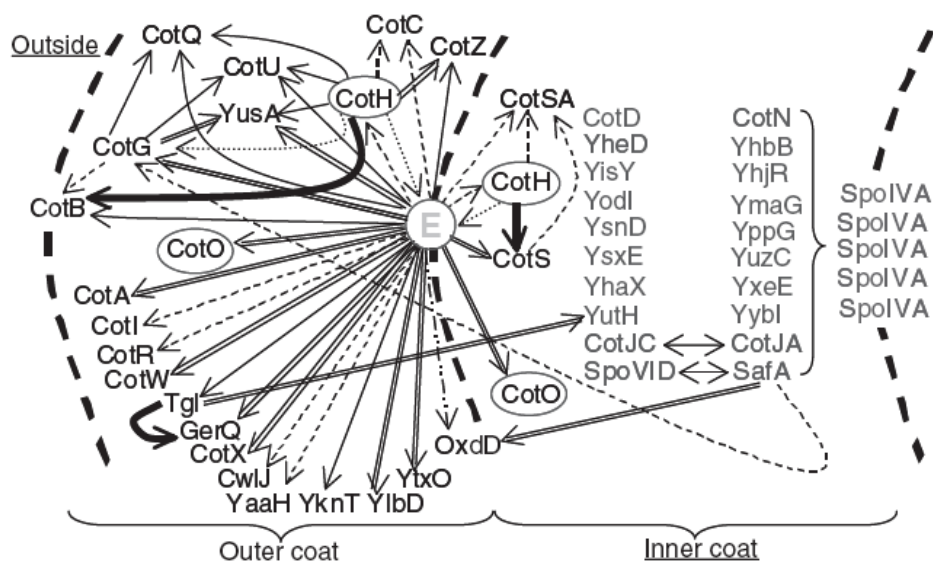 Outside
CotQ
CotC
CotZ
CotU
CotH
YusA
CotSA
CotG
CotB
E
CotH
CotS
CotO
CotA
CotI
CotR
CotW
Tgl
GerQ
CotX
CwlJ
YaaH
YknT
YlbD
YtxO
OxdD
CotO
CotD
YheD
YisY
YodI
YsnD
YsxE
YhaX
YutH
CotJC
SpoVID
CotN
YhbB
YhjR
YmaG
YppG
YuzC
YxeE
YybI
CotJA
SafA
SpoIVA
SpoIVA
SpoIVA
SpoIVA
SpoIVA
Outer coat
Inner coat